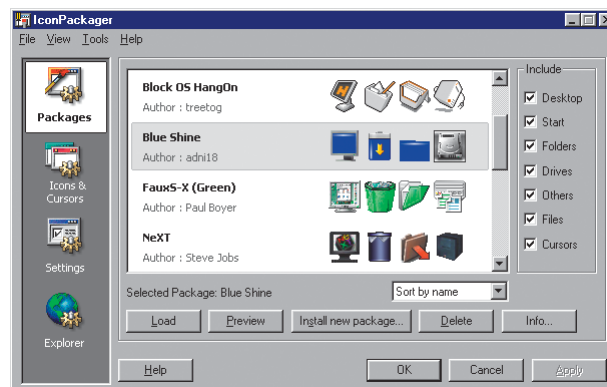 IconPackager
File View Tools Help
Packages
Icons &
Cursors
Settings
Explorer
Block OS HangOn
Author : treetog
Blue Shine
Author : adni18
FauxS-X (Green)
Author : Paul Boyer
NeXT
Author : Steve Jobs
Include
Desktop
Start
Folders
Drives
Others
Files
Cursors
Selected Package: Blue Shine
Sort by name
Load Preview Install new package... Delete Info...
Help OK Cancel Apply